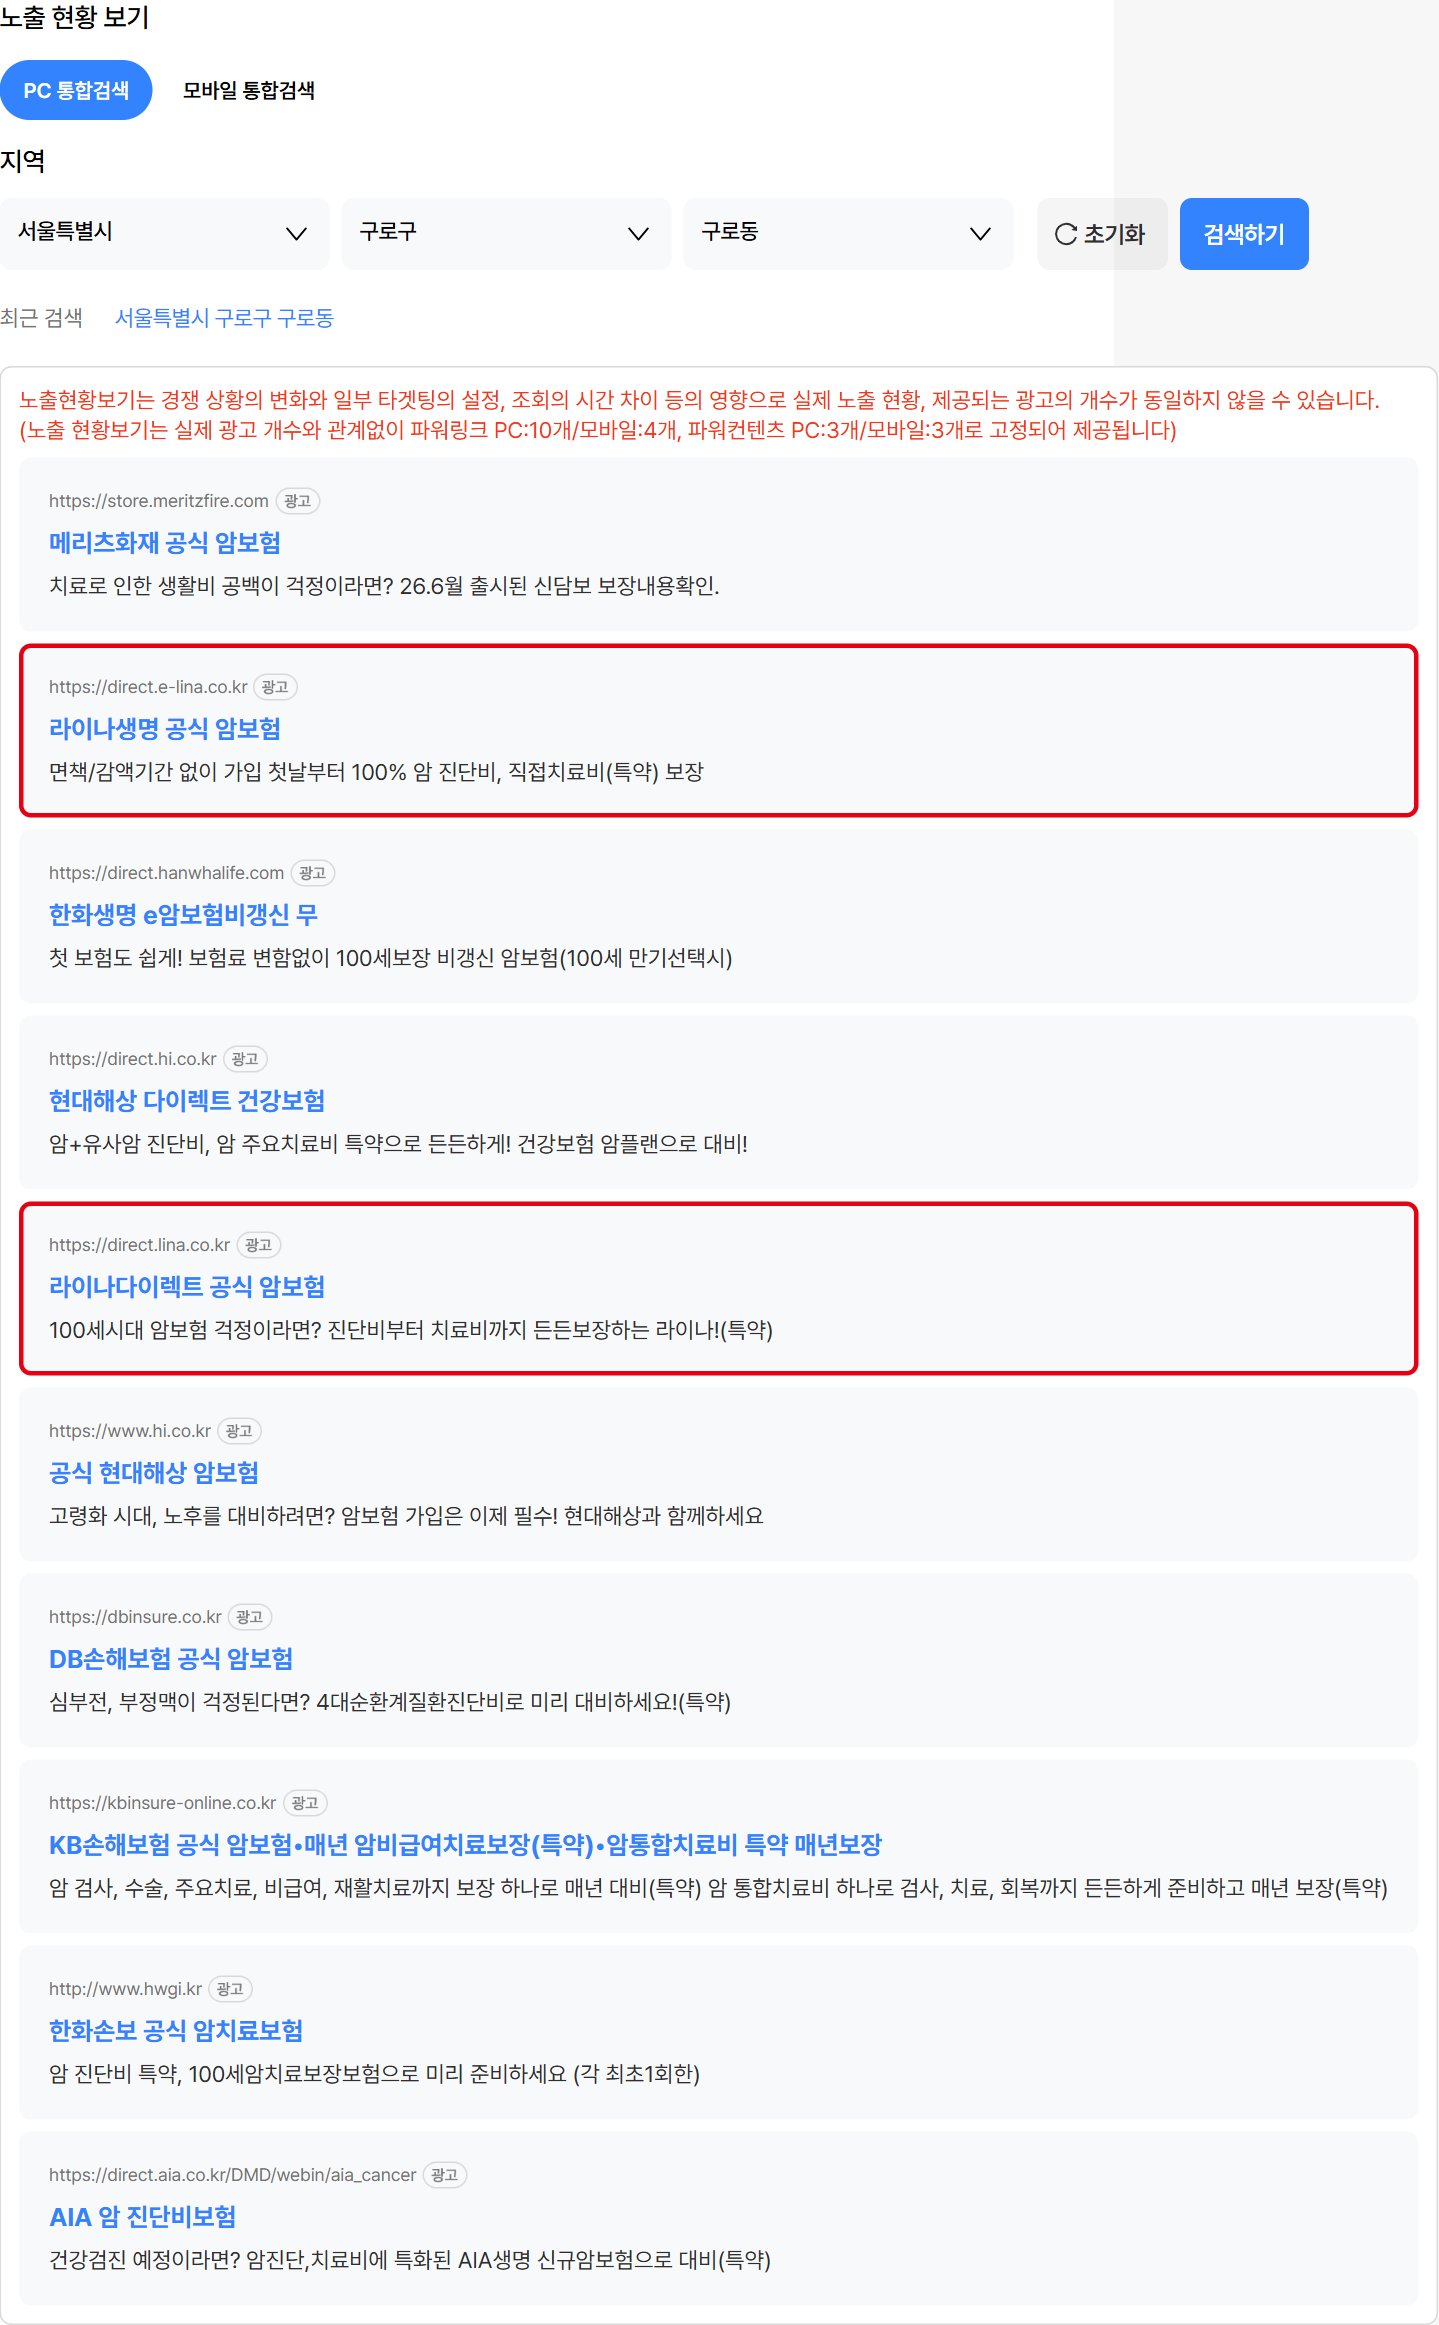 노출 현황 보기
PC 통합검색 모바일 통합검색
지역
서울특별시 구로구 구로동 초기화 검색하기
최근 검색 서울특별시 구로구 구로동
노출현황보기는 경쟁 상황의 변화와 일부 타겟팅의 설정, 조회의 시간 차이 등의 영향으로 실제 노출 현황, 제공되는 광고의 개수가 동일하지 않을 수 있습니다.
(노출 현황보기는 실제 광고 개수와 관계없이 파워링크 PC:10개/모바일:4개, 파워컨텐츠 PC:3개/모바일:3개로 고정되어 제공됩니다)
https://store.meritzfire.com 광고
메리츠화재 공식 암보험
치료로 인한 생활비 공백이 걱정이라면? 26.6월 출시된 신담보 보장내용확인.
https://direct.e-lina.co.kr 광고
라이나생명 공식 암보험
면책/감액기간 없이 가입 첫날부터 100% 암 진단비, 직접치료비(특약) 보장
https://direct.hanwhalife.com 광고
한화생명 e암보험비갱신 무
첫 보험도 쉽게! 보험료 변함없이 100세보장 비갱신 암보험(100세 만기선택시)
https://direct.hi.co.kr 광고
현대해상 다이렉트 건강보험
암+유사암 진단비, 암 주요치료비 특약으로 든든하게! 건강보험 암플랜으로 대비!
https://direct.lina.co.kr 광고
라이나다이렉트 공식 암보험
100세시대 암보험 걱정이라면? 진단비부터 치료비까지 든든보장하는 라이나!(특약)
https://www.hi.co.kr 광고
공식 현대해상 암보험
고령화 시대, 노후를 대비하려면? 암보험 가입은 이제 필수! 현대해상과 함께하세요
https://dbinsure.co.kr 광고
DB손해보험 공식 암보험
심부전, 부정맥이 걱정된다면? 4대순환계질환진단비로 미리 대비하세요!(특약)
https://kbinsure-online.co.kr 광고
KB손해보험 공식 암보험•매년 암비급여치료보장(특약)•암통합치료비 특약 매년보장
암 검사, 수술, 주요치료, 비급여, 재활치료까지 보장 하나로 매년 대비(특약) 암 통합치료비 하나로 검사, 치료, 회복까지 든든하게 준비하고 매년 보장(특약)
http://www.hwgi.kr 광고
한화손보 공식 암치료보험
암 진단비 특약, 100세암치료보장보험으로 미리 준비하세요 (각 최초1회한)
https://direct.aia.co.kr/DMD/webin/aia_cancer 광고
AIA 암 진단비보험
건강검진 예정이라면? 암진단,치료비에 특화된 AIA생명 신규암보험으로 대비(특약)